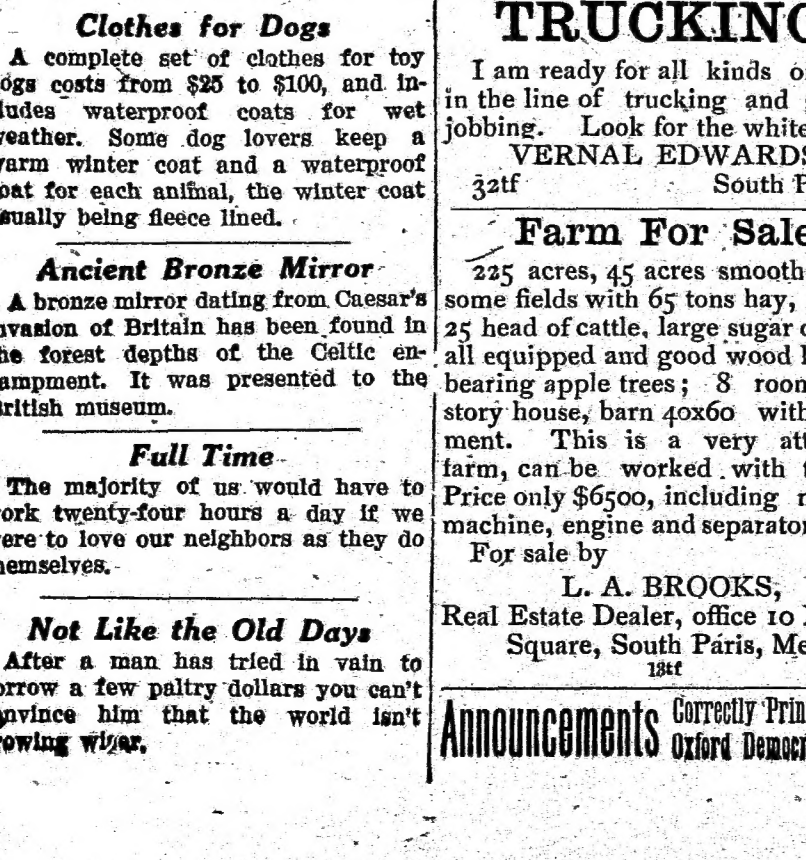 Clothes for Dogs
A complete set of clothes for toy
ogs costs from $25 to $100, and in-
ludes waterproof coats for wet
eather. Some dog lovers keep a
arm winter coat and a waterproof
oat for each animal, the winter coat
sually being fleece lined.
Ancient Bronze Mirror
A bronze mirror dating from Caesar's
nvasion of Britain has been found in
he forest depths of the Celtic en-
ampment. It was presented to the
ritish museum.
Full Time
The majority of us would have to
ork twenty-four hours a day if we
ere to love our neighbors as they do
hemselves.
Not Like the Old Days
After a man has tried in vain to
orrow a few paltry dollars you can't
onvince him that the world isn't
rowing wiser.
TRUCKING
I am ready for all kinds o
in the line of trucking and
jobbing. Look for the white
VERNAL EDWARDS
32tf South P
Farm For Sale
225 acres, 45 acres smooth
some fields with 65 tons hay,
25 head of cattle, large sugar o
all equipped and good wood l
bearing apple trees; 8 room
story house, barn 40x60 with
ment. This is a very att
farm, can be worked with t
Price only $6500, including m
machine, engine and separator
For sale by
L. A. BROOKS,
Real Estate Dealer, office 10
Square, South Paris, Me
18tf
Announcements Correctly Prin
Oxford Democr